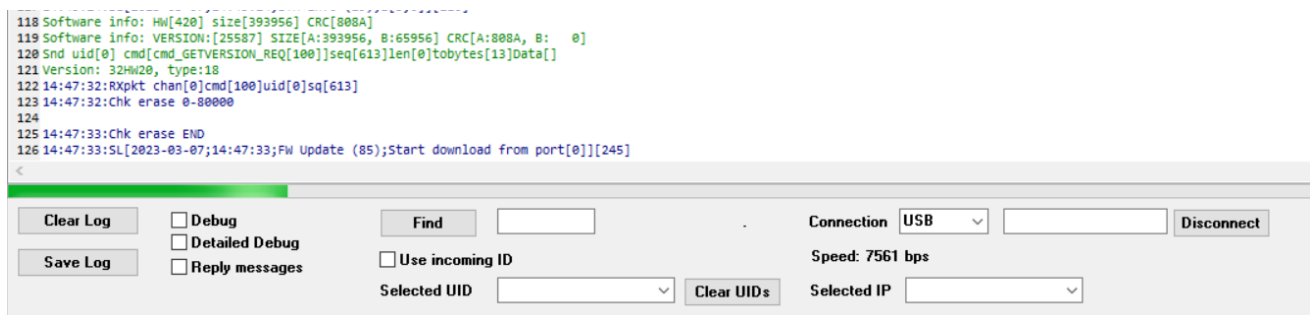 118 Software info: HW[420] size[393956] CRC[808A]
119 Software info: VERSION:[25587] SIZE[A:393956, B:65956] CRC[A:808A, B:   0]
120 Snd uid[0] cmd[cmd_GETVERSION_REQ[100]]seq[613]len[0]tobytes[13]Data[]
121 Version: 32HW20, type:18
122 14:47:32:RXpkt chan[0]cmd[100]uid[0]sq[613]
123 14:47:32:Chk erase 0-80000
124
125 14:47:33:Chk erase END
126 14:47:33:SL[2023-03-07;14:47:33;FW Update (85);Start download from port[0]][245]
Clear Log
Debug
Find
Connection USB
Disconnect
Detailed Debug
Save Log
Reply messages
Use incoming ID
Speed: 7561 bps
Selected UID
Clear UIDs
Selected IP